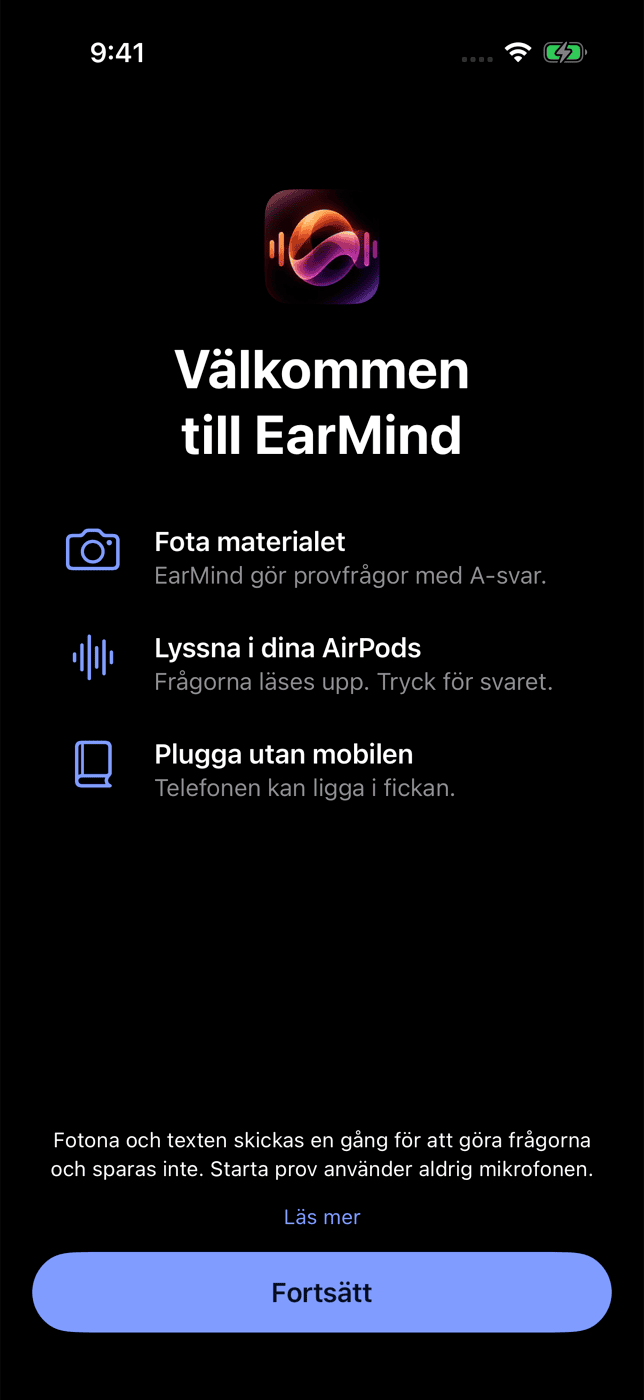 9:41
Välkommen
till EarMind
Fota materialet
EarMind gör provfrågor med A-svar.
Lyssna i dina AirPods
Frågorna läses upp. Tryck för svaret.
Plugga utan mobilen
Telefonen kan ligga i fickan.
Fotona och texten skickas en gång för att göra frågorna
och sparas inte. Starta prov använder aldrig mikrofonen.
Läs mer
Fortsätt